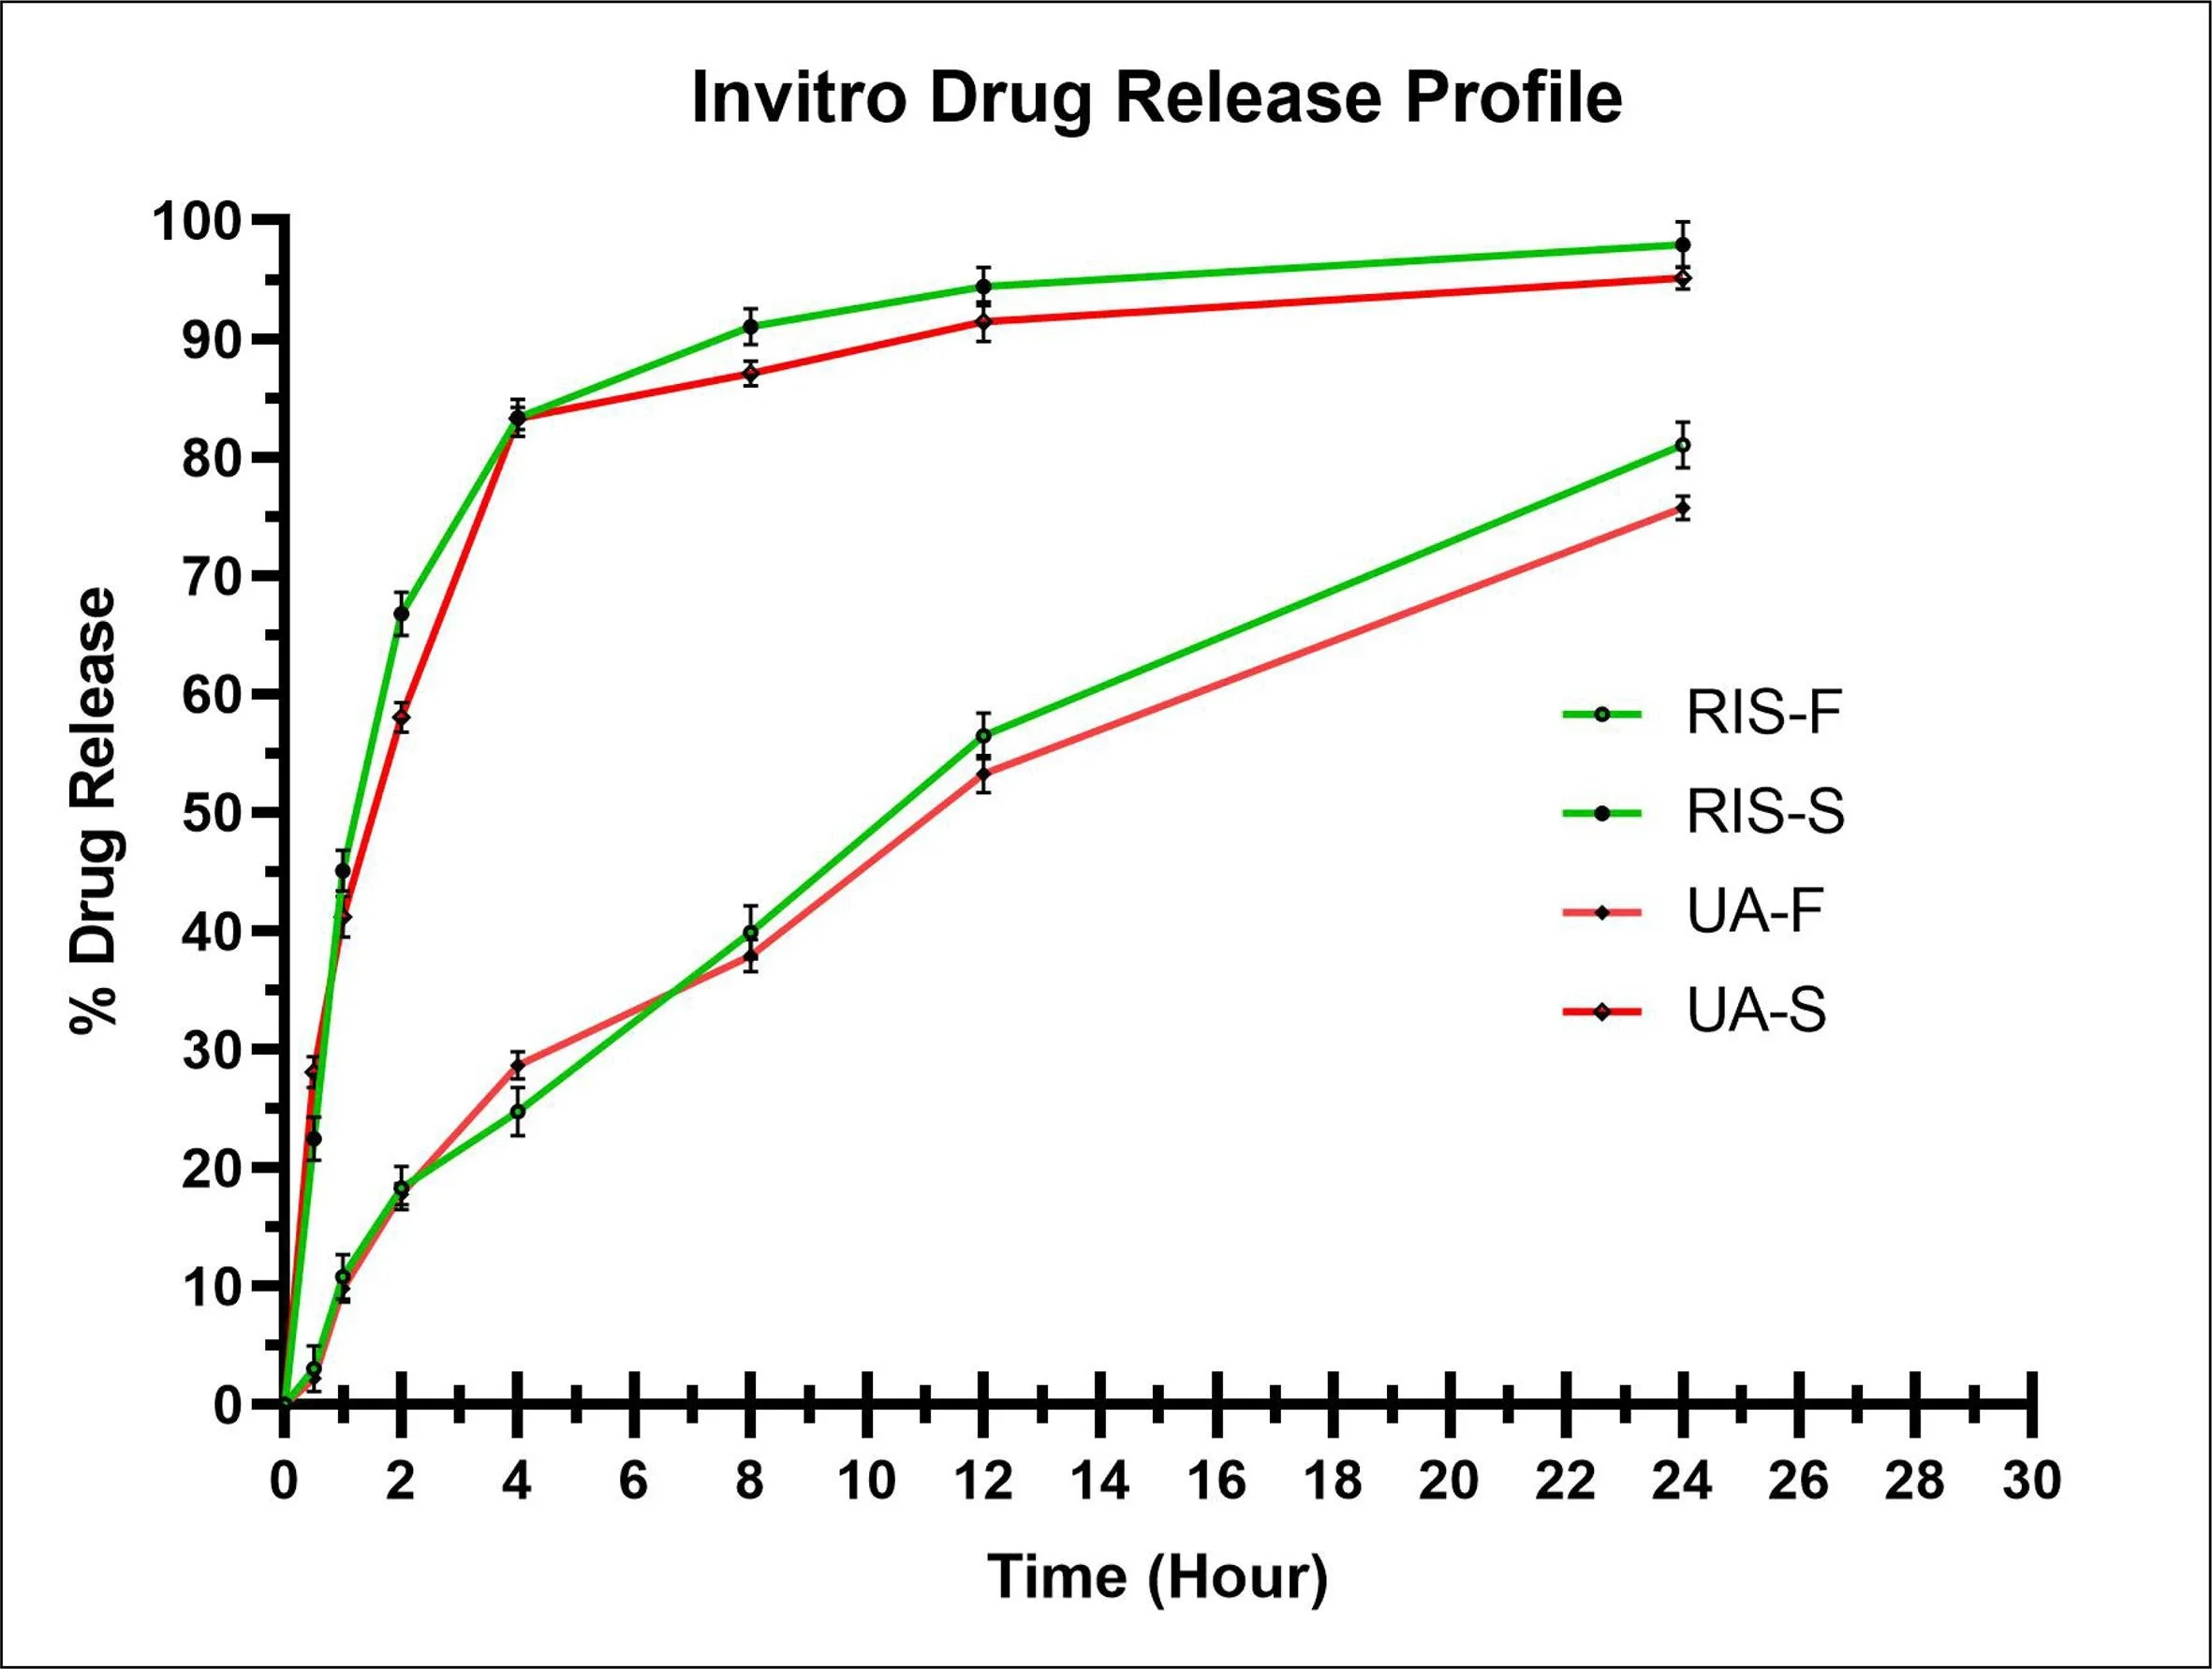 Invitro Drug Release Profile
% Drug Release
100
90
80
70
60
50
40
30
20
10
0
RIS-F
RIS-S
UA-F
UA-S
0 2 4 6 8 10 12 14 16 18 20 22 24 26 28 30
Time (Hour)